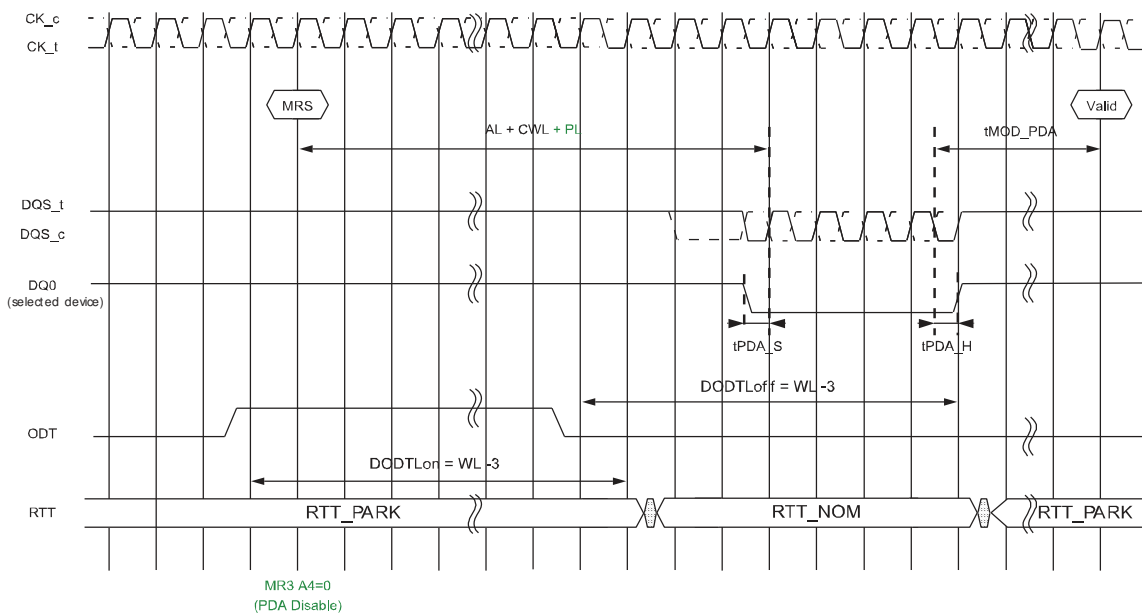 CK_c
CK_t
MRS
Valid
AL + CWL + PL
tMOD_PDA
DQS_t
DQS_c
DQ0
(selected device)
tPDA_S
tPDA_H
DODTLoff = WL -3
ODT
DODTLon = WL -3
RTT
RTT_PARK
RTT_NOM
RTT_PARK
MR3 A4=0
(PDA Disable)